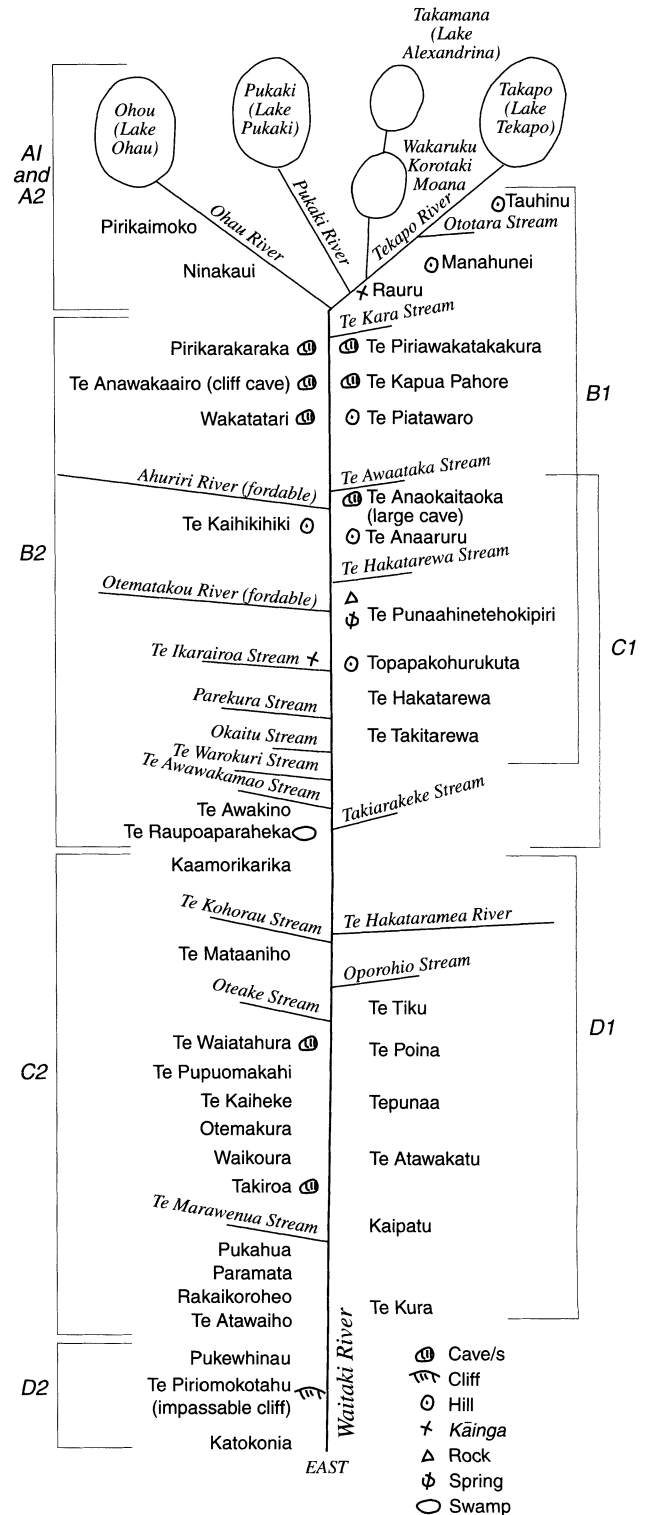 Takamana
(Lake
Alexandrina)
Ohou
(Lake
Ohau)
Pukaki
(Lake
Pukaki)
Takapo
(Lake
Tekapo)
A1
and
A2
Wakaruku
Korotaki
Moana
Pirikaimoko
Ohau River
Pukaki River
Tekapo River
Tauhinu
Ototara Stream
Ninakaui
Manahunei
Rauru
Te Kara Stream
Pirikarakaraka
Te Piriawakatakakura
Te Anawakaairo (cliff cave)
Te Kapua Pahore
B1
Wakatatari
Te Piatawaro
Ahuriri River (fordable)
Te Awaataka Stream
Te Anaokaitaoka
(large cave)
Te Kaihikihiki
Te Anaaruru
B2
Te Hakatarewa Stream
Otematakou River (fordable)
Te Punaahinetehokipiri
C1
Te Ikarairoa Stream
Topapakohurukuta
Parekura Stream
Te Hakatarewa
Okaitu Stream
Te Takitarewa
Te Warokuri Stream
Te Awawakamao Stream
Te Awakino
Takiarakeke Stream
Te Raupoaparaheka
Kaamorikarika
Te Kohorau Stream
Te Hakataramea River
Te Mataaniho
Oporohio Stream
Oteake Stream
Te Tiku
D1
Te Waiatahura
Te Poina
C2
Te Pupuomakahi
Te Kaiheke
Tepunaa
Otemakura
Waikoura
Te Atawakatu
Takiroa
Te Marawenua Stream
Kaipatu
Pukahua
Paramata
Rakaikoroheo
Te Kura
Te Atawaiho
Waitaki River
Pukewhinau
D2
Te Piriomokotahu
(impassable cliff)
Katokonia
EAST
Cave/s
Cliff
Hill
Kāinga
Rock
Spring
Swamp